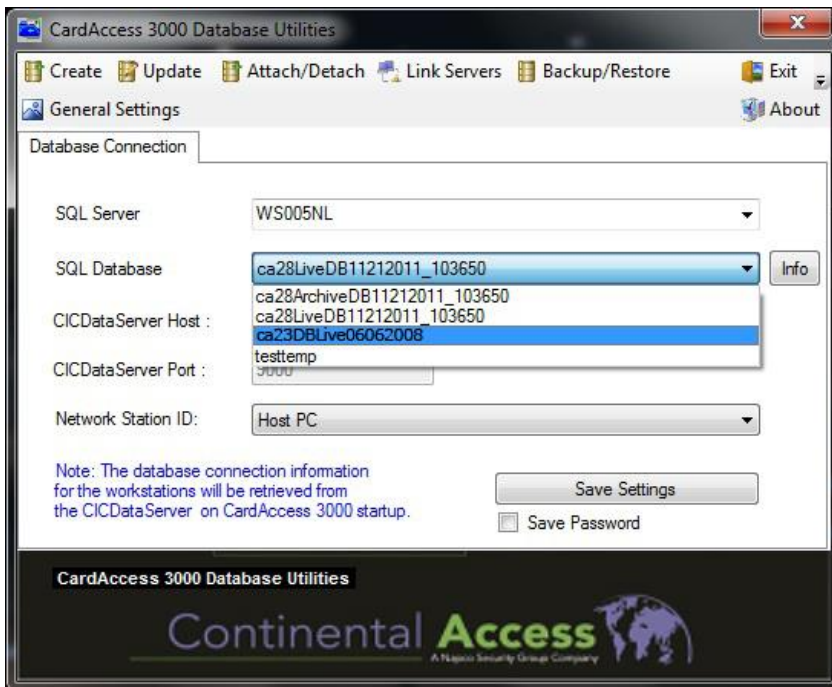 CardAccess 3000 Database Utilities
Create Update Attach/Detach Link Servers Backup/Restore Exit
General Settings About
Database Connection
SQL Server WS005NL
SQL Database ca28LiveDB11212011_103650 Info
ca28ArchiveDB11212011_103650
ca28LiveDB11212011_103650
CICDataServer Host :
ca23DBLive06062008
testtemp
CICDataServer Port : 9000
Network Station ID: Host PC
Note: The database connection information
for the workstations will be retrieved from
the CICDataServer on CardAccess 3000 startup.
Save Settings
Save Password
CardAccess 3000 Database Utilities
Continental Access
A Napco Security Group Company